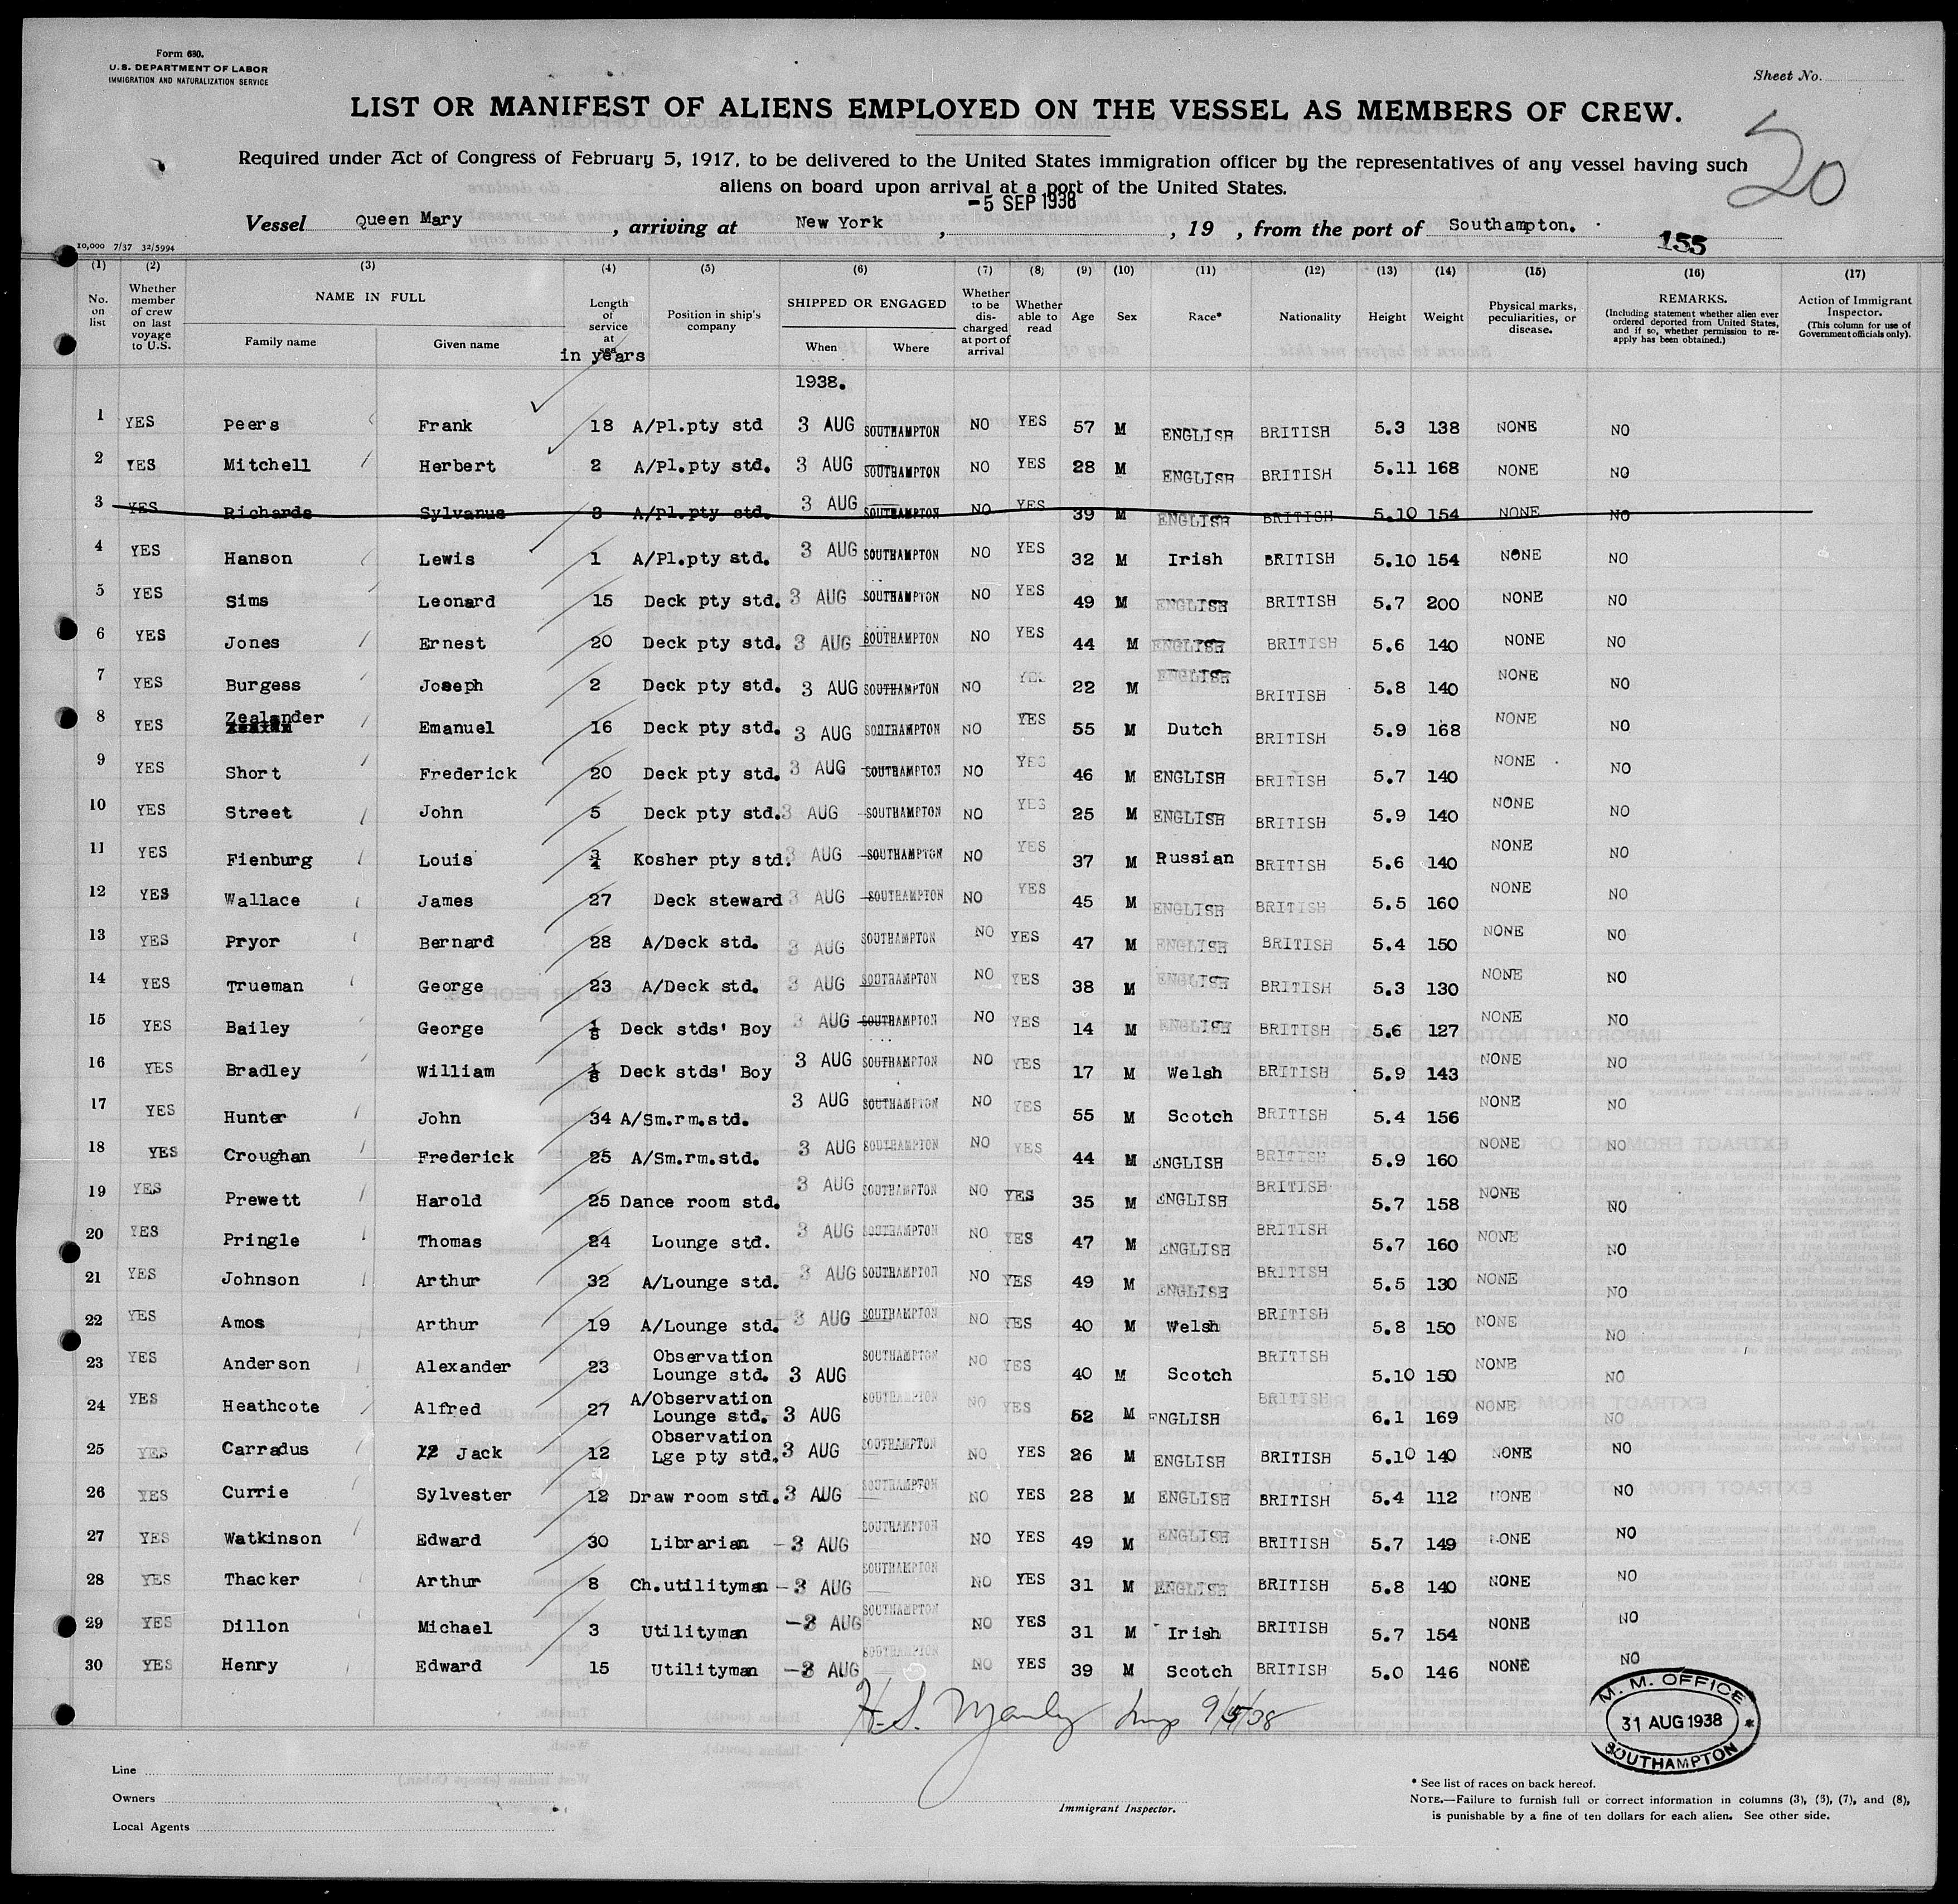 Form 680.
U.S. DEPARTMENT OF LABOR
IMMIGRATION AND NATURALIZATION SERVICE
Sheet No.
LIST OR MANIFEST OF ALIENS EMPLOYED ON THE VESSEL AS MEMBERS OF CREW.
20
Required under Act of Congress of February 5, 1917, to be delivered to the United States immigration officer by the representatives of any vessel having such
aliens on board upon arrival at a port of the United States.
-5 SEP 1938
Vessel Queen Mary, arriving at New York, , 19 , from the port of Southampton.
10,000 7/37 32/5994
155
(1) (2) (3) (4) (5) (6) (7) (8) (9) (10) (11) (12) (13) (14) (15) (16) (17)
No. on list
Whether member of crew on last voyage to U.S.
NAME IN FULL
Family name Given name
Length of service at sea in years
Position in ship's company
SHIPPED OR ENGAGED
When Where
Whether to be discharged at port of arrival
Whether able to read
Age Sex Race* Nationality Height Weight
Physical marks, peculiarities, or disease.
REMARKS. (Including statement whether alien ever ordered deported from United States, and if so, whether permission to re-apply has been obtained.)
Action of Immigrant Inspector. (This column for use of Government officials only).
1938.
1 YES Peers Frank 18 A/Pl.pty std 3 AUG SOUTHAMPTON NO YES 57 M ENGLISH BRITISH 5.3 138 NONE NO
2 YES Mitchell Herbert 2 A/Pl.pty std. 3 AUG SOUTHAMPTON NO YES 28 M ENGLISH BRITISH 5.11 168 NONE NO
3 YES Richards Sylvanus 3 A/Pl.pty std. 3 AUG SOUTHAMPTON NO YES 39 M ENGLISH BRITISH 5.10 154 NONE NO
4 YES Hanson Lewis 1 A/Pl.pty std. 3 AUG SOUTHAMPTON NO YES 32 M Irish BRITISH 5.10 154 NONE NO
5 YES Sims Leonard 15 Deck pty std. 3 AUG SOUTHAMPTON NO YES 49 M ENGLISH BRITISH 5.7 200 NONE NO
6 YES Jones Ernest 20 Deck pty std. 3 AUG SOUTHAMPTON NO YES 44 M ENGLISH BRITISH 5.6 140 NONE NO
7 YES Burgess Joseph 2 Deck pty std. 3 AUG SOUTHAMPTON NO YES 22 M ENGLISH BRITISH 5.8 140 NONE NO
8 YES Zealander Emanuel 16 Deck pty std. 3 AUG SOUTHAMPTON NO YES 55 M Dutch BRITISH 5.9 168 NONE NO
9 YES Short Frederick 20 Deck pty std. 3 AUG SOUTHAMPTON NO YES 46 M ENGLISH BRITISH 5.7 140 NONE NO
10 YES Street John 5 Deck pty std. 3 AUG SOUTHAMPTON NO YES 25 M ENGLISH BRITISH 5.9 140 NONE NO
11 YES Fienburg Louis 3/4 Kosher pty std. 3 AUG SOUTHAMPTON NO YES 37 M Russian BRITISH 5.6 140 NONE NO
12 YES Wallace James 27 Deck steward 3 AUG SOUTHAMPTON NO YES 45 M ENGLISH BRITISH 5.5 160 NONE NO
13 YES Pryor Bernard 28 A/Deck std. 3 AUG SOUTHAMPTON NO YES 47 M ENGLISH BRITISH 5.4 150 NONE NO
14 YES Trueman George 23 A/Deck std. 3 AUG SOUTHAMPTON NO YES 38 M ENGLISH BRITISH 5.3 130 NONE NO
15 YES Bailey George 1/8 Deck stds' Boy 3 AUG SOUTHAMPTON NO YES 14 M ENGLISH BRITISH 5.6 127 NONE NO
16 YES Bradley William 1/8 Deck stds' Boy 3 AUG SOUTHAMPTON NO YES 17 M Welsh BRITISH 5.9 143 NONE NO
17 YES Hunter John 34 A/Sm.rm.std. 3 AUG SOUTHAMPTON NO YES 55 M Scotch BRITISH 5.4 156 NONE NO
18 YES Croughan Frederick 25 A/Sm.rm.std. 3 AUG SOUTHAMPTON NO YES 44 M ENGLISH BRITISH 5.9 160 NONE NO
19 YES Prewett Harold 25 Dance room std. 3 AUG SOUTHAMPTON NO YES 35 M ENGLISH BRITISH 5.7 158 NONE NO
20 YES Pringle Thomas 24 Lounge std. 3 AUG SOUTHAMPTON NO YES 47 M ENGLISH BRITISH 5.7 160 NONE NO
21 YES Johnson Arthur 32 A/Lounge std. 3 AUG SOUTHAMPTON NO YES 49 M ENGLISH BRITISH 5.5 130 NONE NO
22 YES Amos Arthur 19 A/Lounge std. 3 AUG SOUTHAMPTON NO YES 40 M Welsh BRITISH 5.8 150 NONE NO
23 YES Anderson Alexander 23 Observation Lounge std. 3 AUG SOUTHAMPTON NO YES 40 M Scotch BRITISH 5.10 150 NONE NO
24 YES Heathcote Alfred 27 A/Observation Lounge std. 3 AUG SOUTHAMPTON NO YES 52 M ENGLISH BRITISH 6.1 169 NONE NO
25 YES Carradus Jack 12 Observation Lge pty std. 3 AUG SOUTHAMPTON NO YES 26 M ENGLISH BRITISH 5.10 140 NONE NO
26 YES Currie Sylvester 12 Draw room std. 3 AUG SOUTHAMPTON NO YES 28 M ENGLISH BRITISH 5.4 112 NONE NO
27 YES Watkinson Edward 30 Librarian -3 AUG SOUTHAMPTON NO YES 49 M ENGLISH BRITISH 5.7 149 NONE NO
28 YES Thacker Arthur 8 Ch.utilityman -3 AUG SOUTHAMPTON NO YES 31 M ENGLISH BRITISH 5.8 140 NONE NO
29 YES Dillon Michael 3 Utilityman -3 AUG SOUTHAMPTON NO YES 31 M Irish BRITISH 5.7 154 NONE NO
30 YES Henry Edward 15 Utilityman -3 AUG SOUTHAMPTON NO YES 39 M Scotch BRITISH 5.0 146 NONE NO
H.S. Manly Insp 9/5/38
M. M. OFFICE
31 AUG 1938 *
SOUTHAMPTON
Line
Owners
Local Agents
Immigrant Inspector.
* See list of races on back hereof.
NOTE.—Failure to furnish full or correct information in columns (3), (5), (7), and (8),
is punishable by a fine of ten dollars for each alien. See other side.